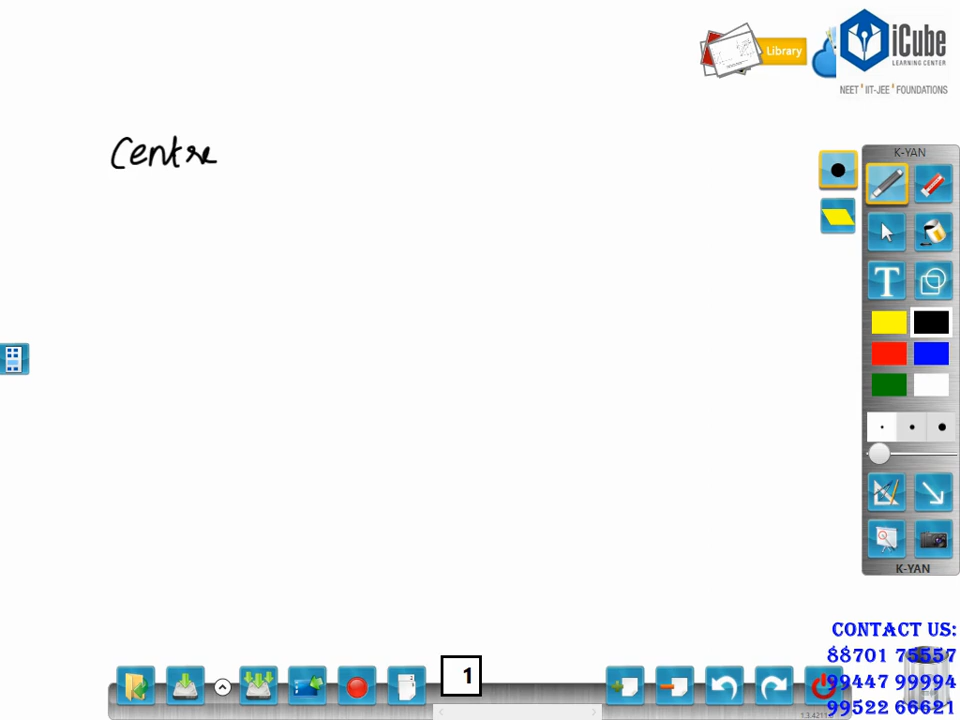 Library
iCube
LEARNING CENTER
NEET ' IIT-JEE ' FOUNDATIONS
Centre
K-YAN
T
K-YAN
1
CONTACT US:
88701 75557
99447 99994
99522 66621